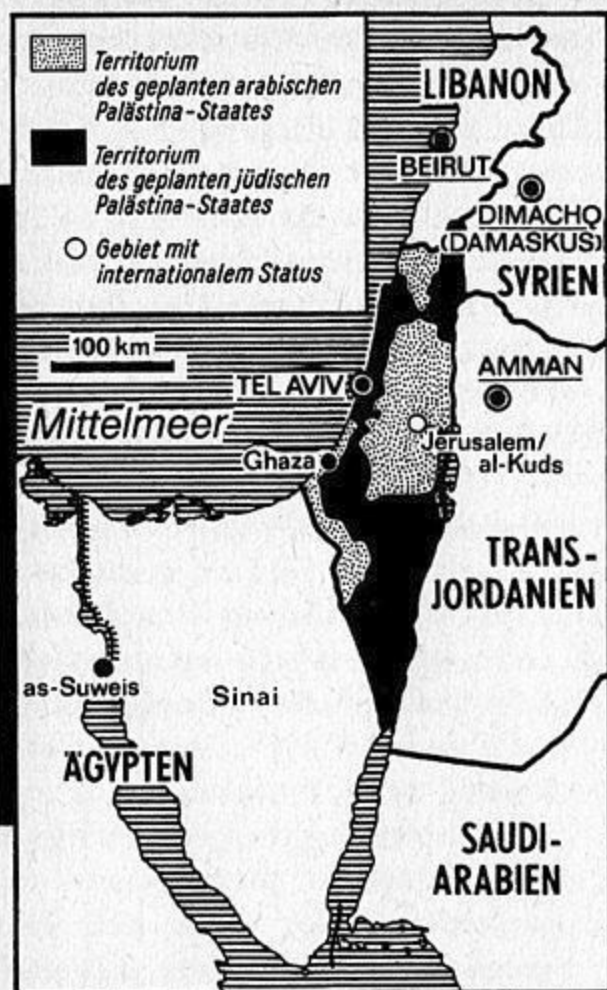 Territorium
des geplanten arabischen
Palästina-Staates
Territorium
des geplanten jüdischen
Palästina-Staates
Gebiet mit
internationalem Status
100 km
LIBANON
BEIRUT
DIMACHQ
(DAMASKUS)
SYRIEN
TEL AVIV
AMMAN
Mittelmeer
Ghaza
Jerusalem/
al-Kuds
TRANS-
JORDANIEN
as-Suweis
Sinai
ÄGYPTEN
SAUDI-
ARABIEN